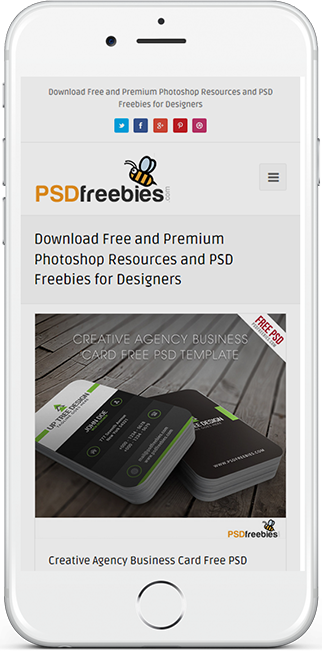 Download Free and Premium Photoshop Resources and PSD
Freebies for Designers
PSDfreebies.com
Download Free and Premium
Photoshop Resources and PSD
Freebies for Designers
CREATIVE AGENCY BUSINESS
CARD FREE PSD TEMPLATE
FREE PSD
UP TREE DESIGN
JOHN DOE
WWW.PSDFREEBIES.COM
PSDfreebies
Creative Agency Business Card Free PSD